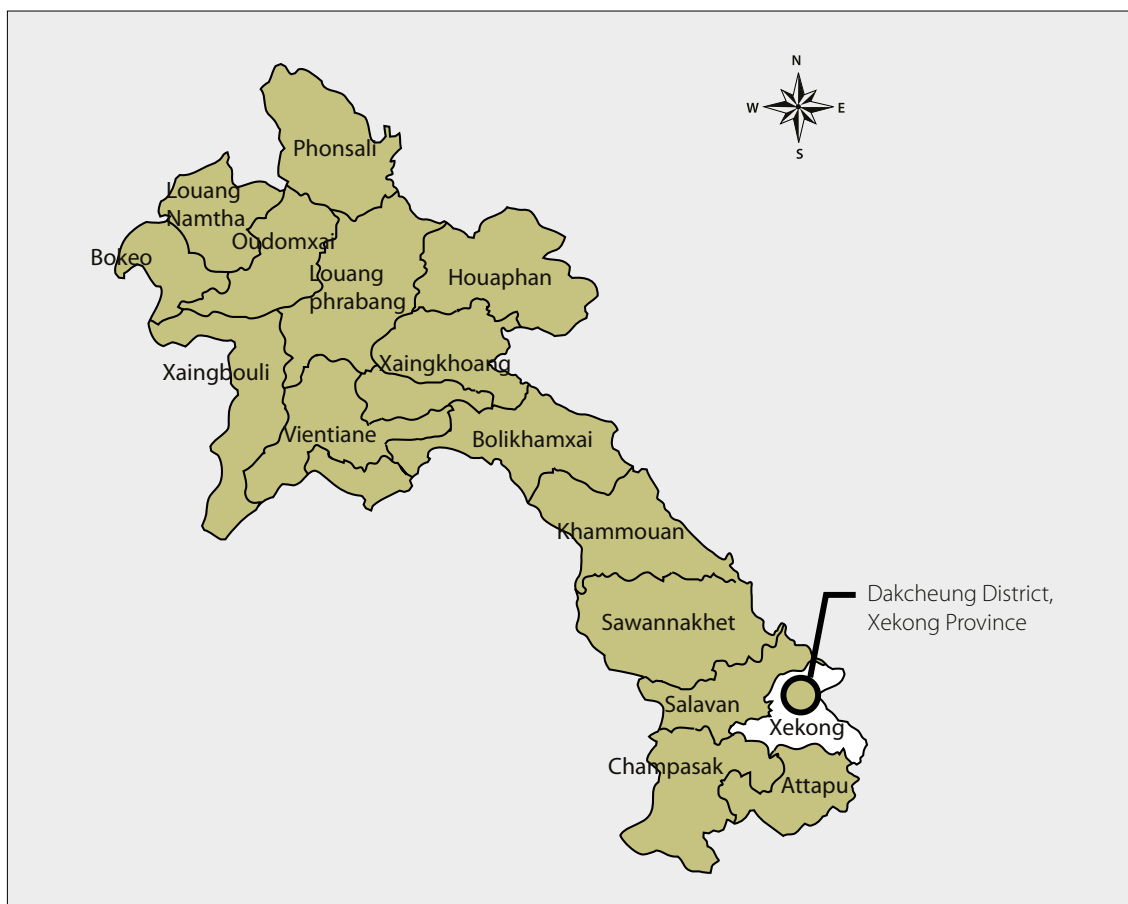 N
W
E
S
Phonsali
Louang
Namtha
Oudomxai
Bokeo
Louang
phrabang
Houaphan
Xaingkhoang
Xaingbouli
Vientiane
Bolikhamxai
Khammouan
Sawannakhet
Dakcheung District,
Xekong Province
Salavan
Xekong
Champasak
Attapu